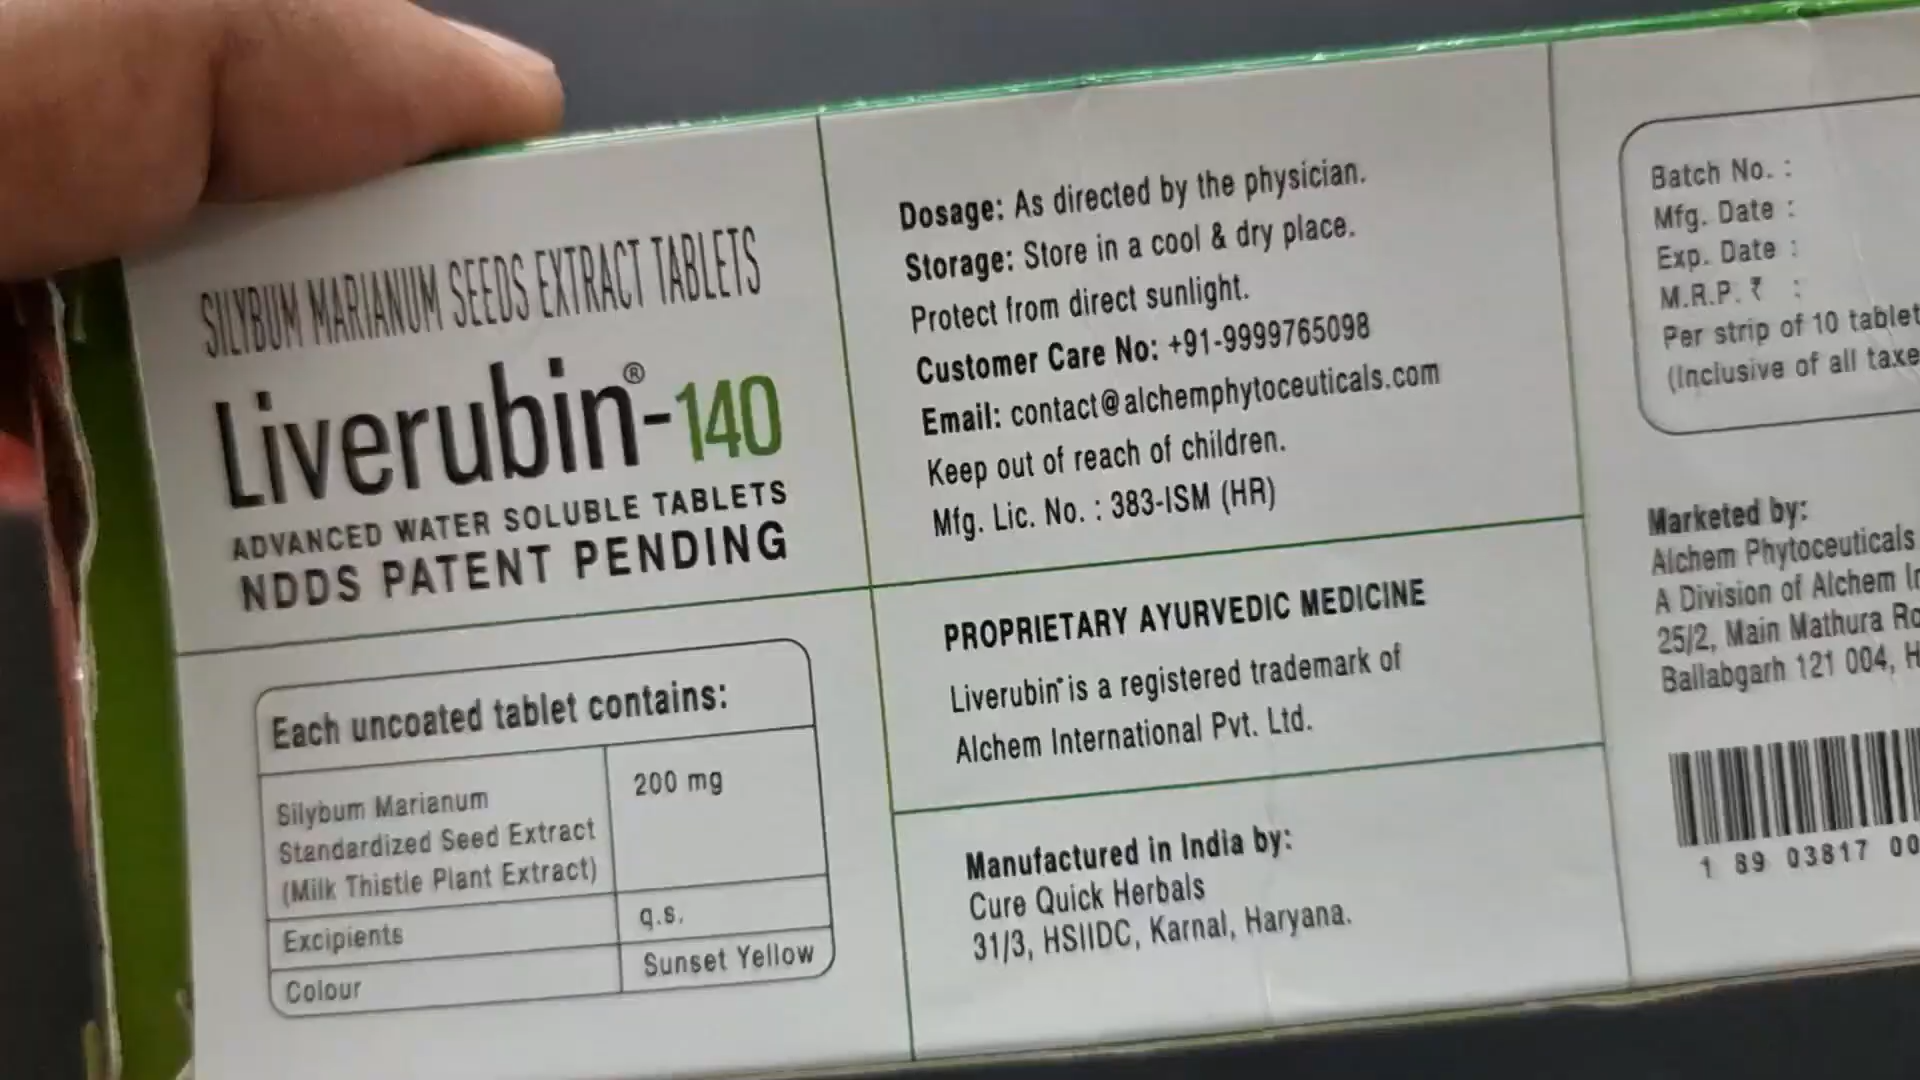 SILYBUM MARIANUM SEEDS EXTRACT TABLETS
Liverubin®-140
ADVANCED WATER SOLUBLE TABLETS
NDDS PATENT PENDING
Each uncoated tablet contains:
Silybum Marianum
Standardized Seed Extract
(Milk Thistle Plant Extract)
200 mg
Excipients
q.s.
Colour
Sunset Yellow
Dosage: As directed by the physician.
Storage: Store in a cool & dry place.
Protect from direct sunlight.
Customer Care No: +91-9999765098
Email: contact@alchemphytoceuticals.com
Keep out of reach of children.
Mfg. Lic. No. : 383-ISM (HR)
PROPRIETARY AYURVEDIC MEDICINE
Liverubin® is a registered trademark of
Alchem International Pvt. Ltd.
Manufactured in India by:
Cure Quick Herbals
31/3, HSIIDC, Karnal, Haryana.
Batch No. :
Mfg. Date :
Exp. Date :
M.R.P. ₹ :
Per strip of 10 tablet
(Inclusive of all taxe
Marketed by:
Alchem Phytoceuticals
A Division of Alchem
25/2, Main Mathura
Ballabgarh 121 004,
1 89 03817 00